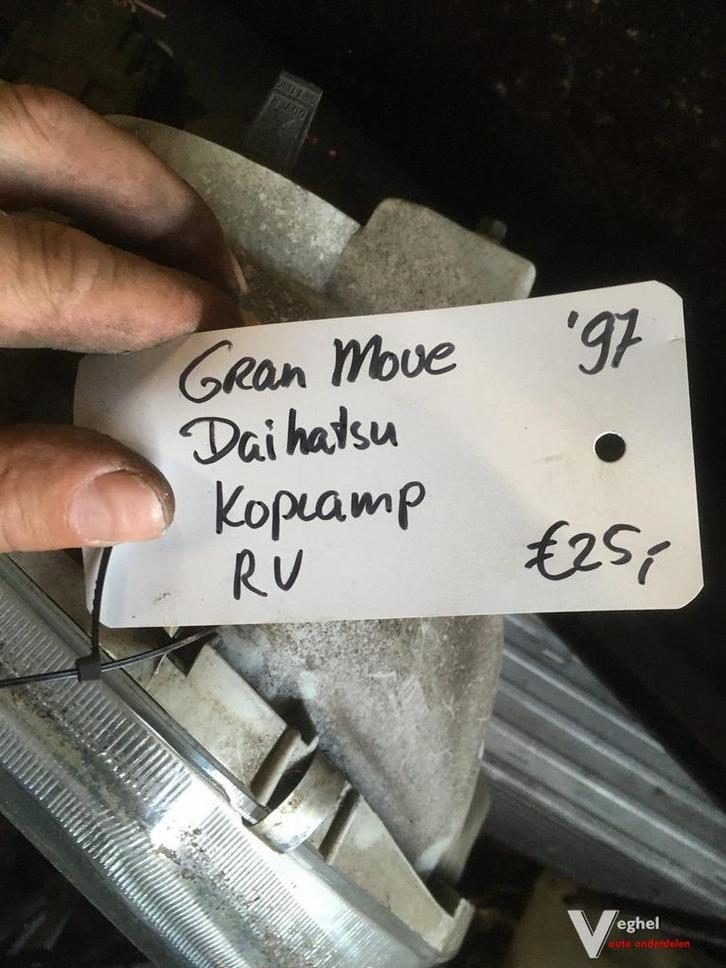 Gran Move '97
Daihatsu
Koplamp
RV €25,-
Veghel
auto onderdelen